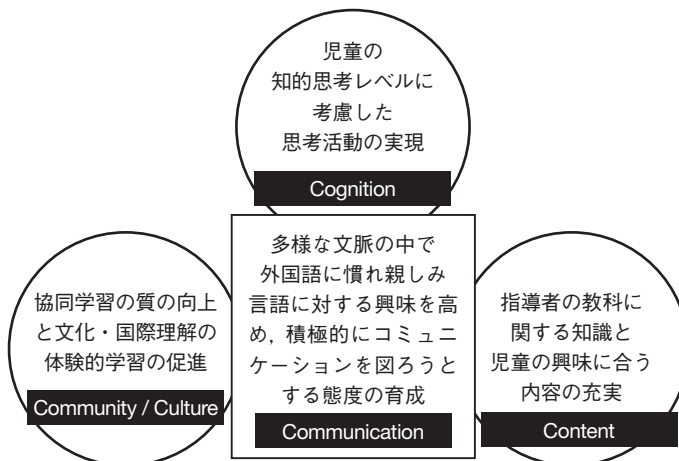 児童の
知的思考レベルに
考慮した
思考活動の実現
Cognition
協同学習の質の向上
と文化・国際理解の
体験的学習の促進
Community / Culture
多様な文脈の中で
外国語に慣れ親しみ
言語に対する興味を高
め，積極的にコミュニ
ケーションを図ろうと
する態度の育成
Communication
指導者の教科に
関する知識と
児童の興味に合う
内容の充実
Content